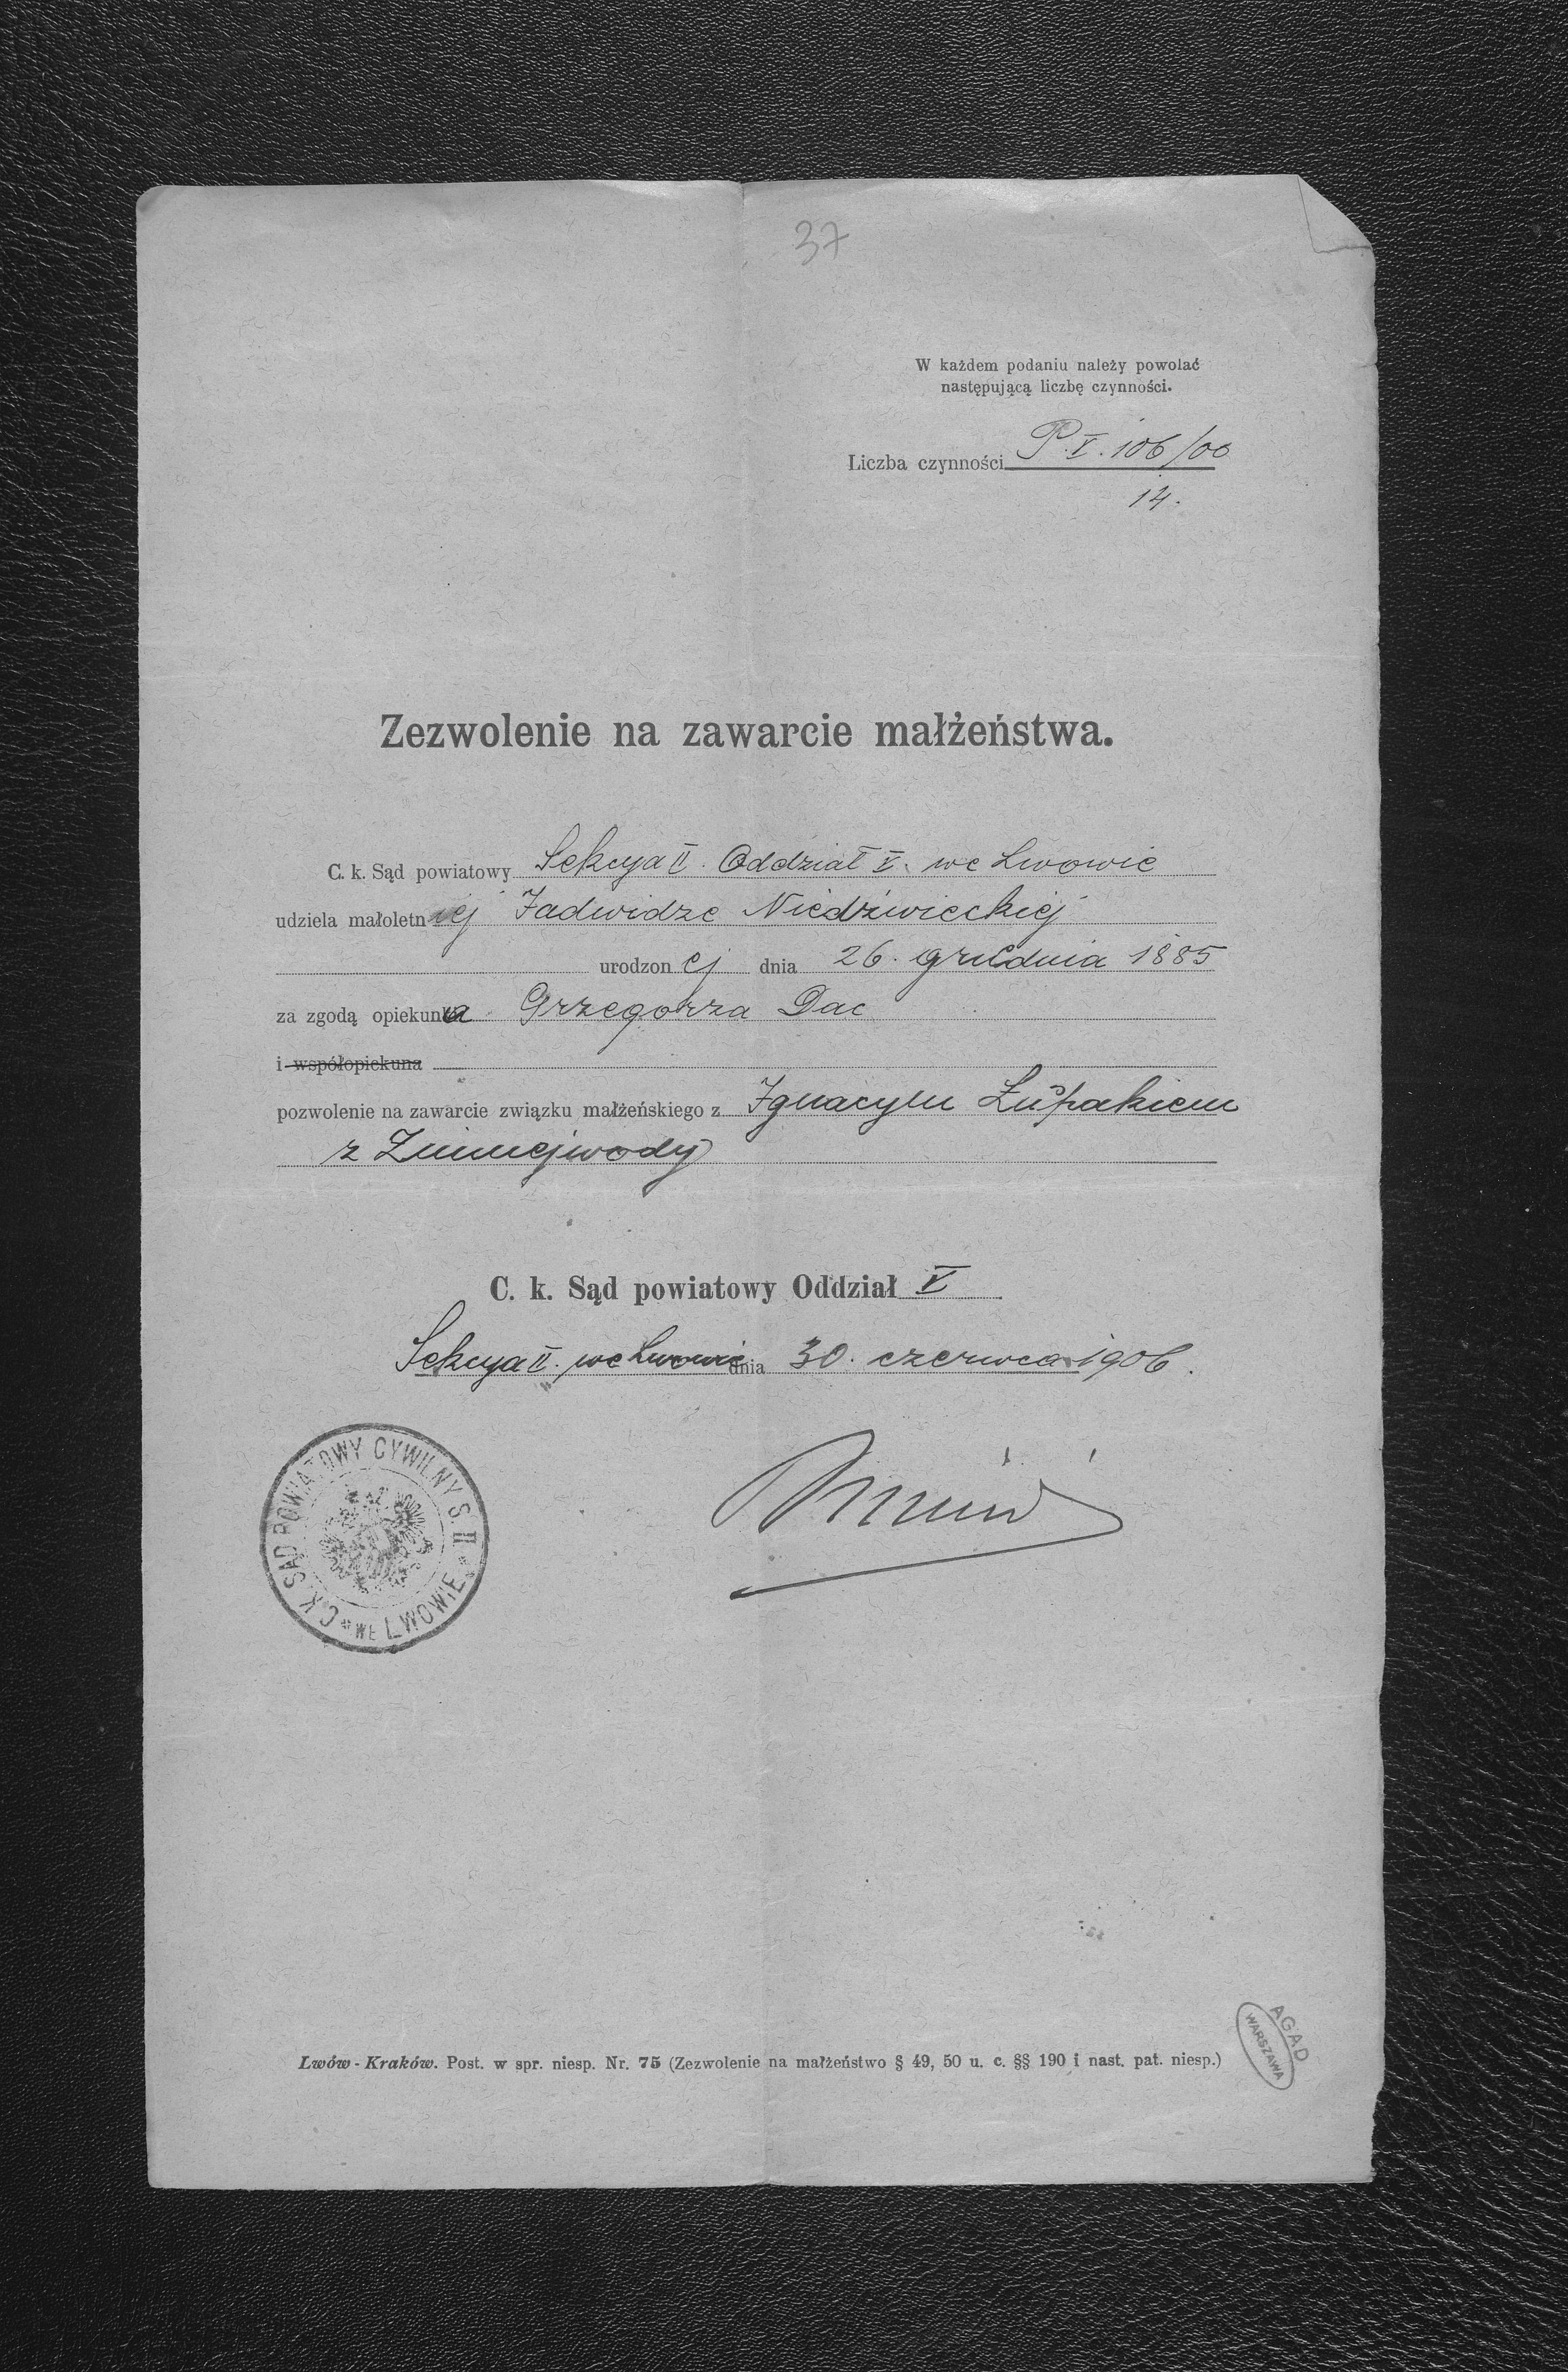 37
W każdem podaniu należy powołać
następującą liczbę czynności.
Liczba czynności P. V. 106/00
14.
Zezwolenie na zawarcie małżeństwa.
C. k. Sąd powiatowy Sekcya II. Oddział V. we Lwowie
udziela małoletniej Jadwidze Niedźwieckiej
urodzonej dnia 26. grudnia 1885
za zgodą opiekuna Grzegorza Dac
i współopiekuna
pozwolenie na zawarcie związku małżeńskiego z Ignacym Łupakiem
z Zimnejwody
C. k. Sąd powiatowy Oddział V
Sekcya II. we Lwowie dnia 30. czerwca 1906.
C. K. SĄD POWIATOWY CYWILNY S. II * WE LWOWIE *
Lwów - Kraków. Post. w spr. niesp. Nr. 75 (Zezwolenie na małżeństwo § 49, 50 u. c. §§ 190 i nast. pat. niesp.)
AGAD
WARSZAWA